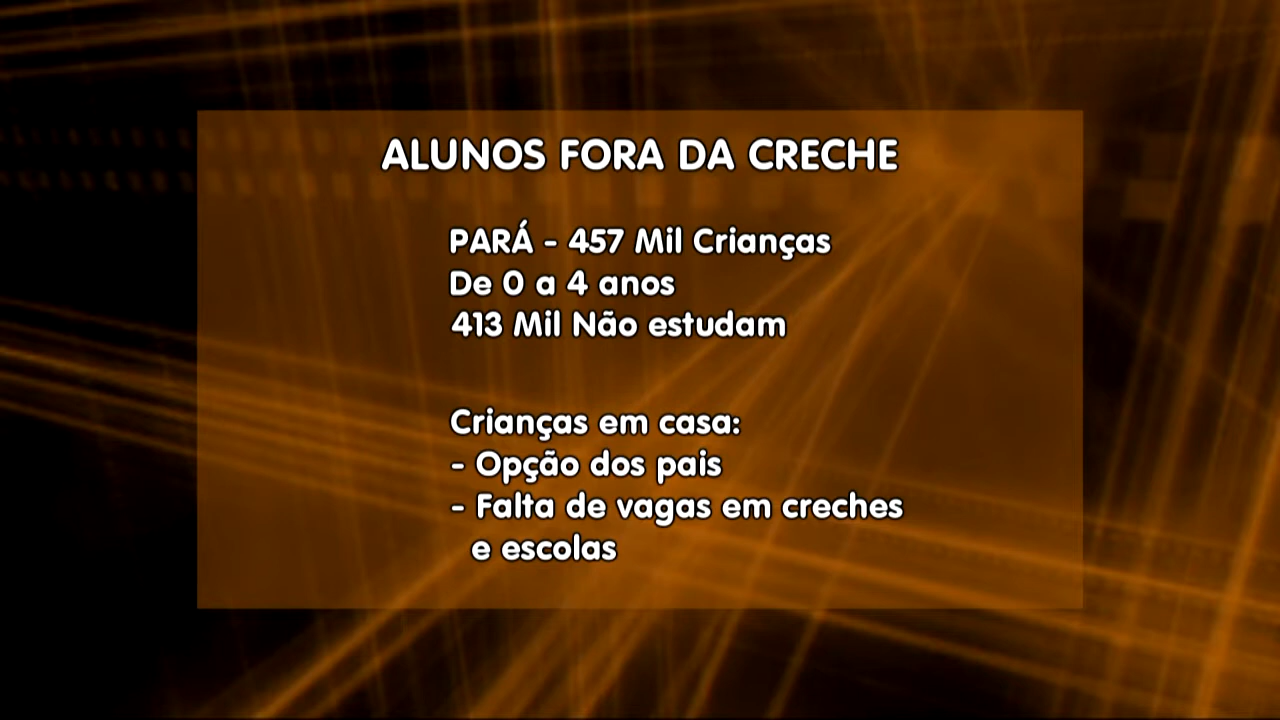 ALUNOS FORA DA CRECHE
PARÁ - 457 Mil Crianças
De 0 a 4 anos
413 Mil Não estudam
Crianças em casa:
- Opção dos pais
- Falta de vagas em creches
e escolas